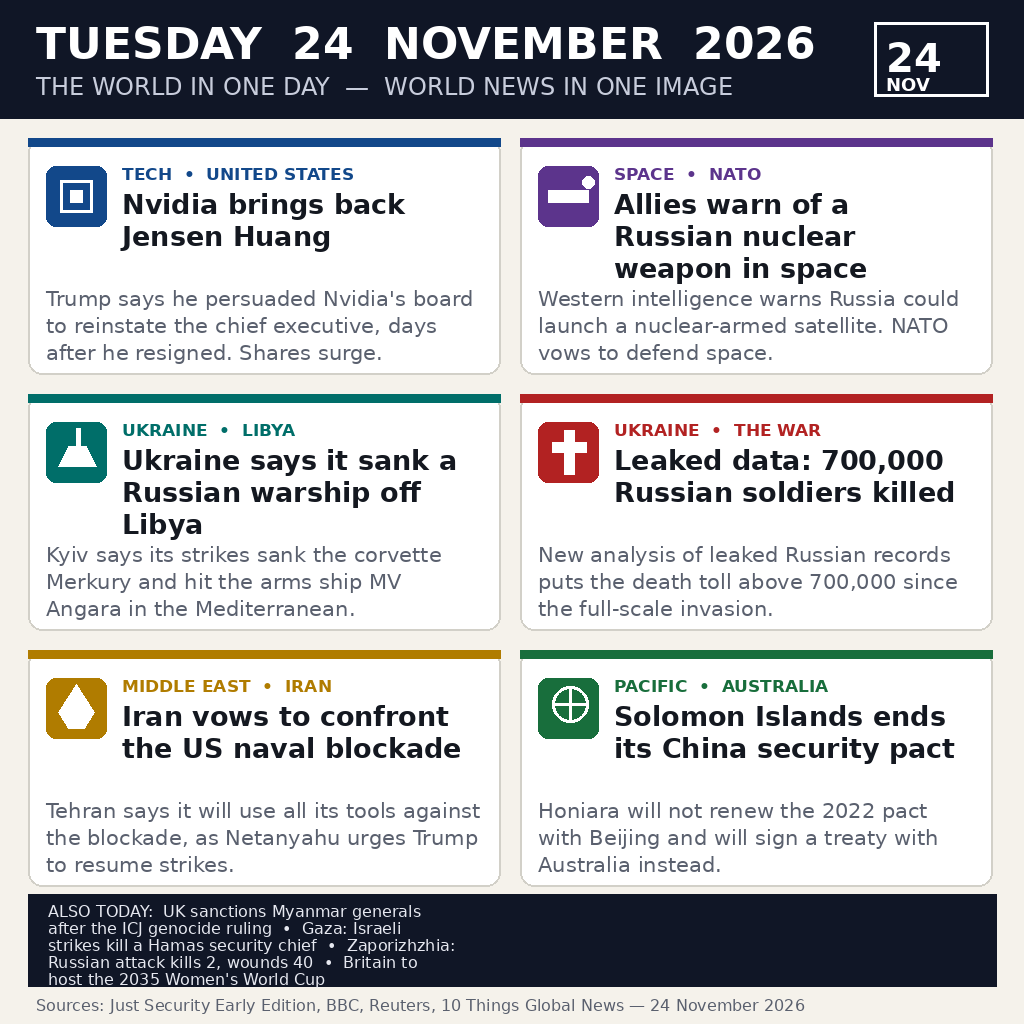 TUESDAY 24 NOVEMBER 2026
THE WORLD IN ONE DAY — WORLD NEWS IN ONE IMAGE
24
NOV
TECH • UNITED STATES
Nvidia brings back
Jensen Huang
Trump says he persuaded Nvidia's board
to reinstate the chief executive, days
after he resigned. Shares surge.
SPACE • NATO
Allies warn of a
Russian nuclear
weapon in space
Western intelligence warns Russia could
launch a nuclear-armed satellite. NATO
vows to defend space.
UKRAINE • LIBYA
Ukraine says it sank a
Russian warship off
Libya
Kyiv says its strikes sank the corvette
Merkury and hit the arms ship MV
Angara in the Mediterranean.
UKRAINE • THE WAR
Leaked data: 700,000
Russian soldiers killed
New analysis of leaked Russian records
puts the death toll above 700,000 since
the full-scale invasion.
MIDDLE EAST • IRAN
Iran vows to confront
the US naval blockade
Tehran says it will use all its tools against
the blockade, as Netanyahu urges Trump
to resume strikes.
PACIFIC • AUSTRALIA
Solomon Islands ends
its China security pact
Honiara will not renew the 2022 pact
with Beijing and will sign a treaty with
Australia instead.
ALSO TODAY: UK sanctions Myanmar generals
after the ICJ genocide ruling • Gaza: Israeli
strikes kill a Hamas security chief • Zaporizhzhia:
Russian attack kills 2, wounds 40 • Britain to
host the 2035 Women's World Cup
Sources: Just Security Early Edition, BBC, Reuters, 10 Things Global News — 24 November 2026